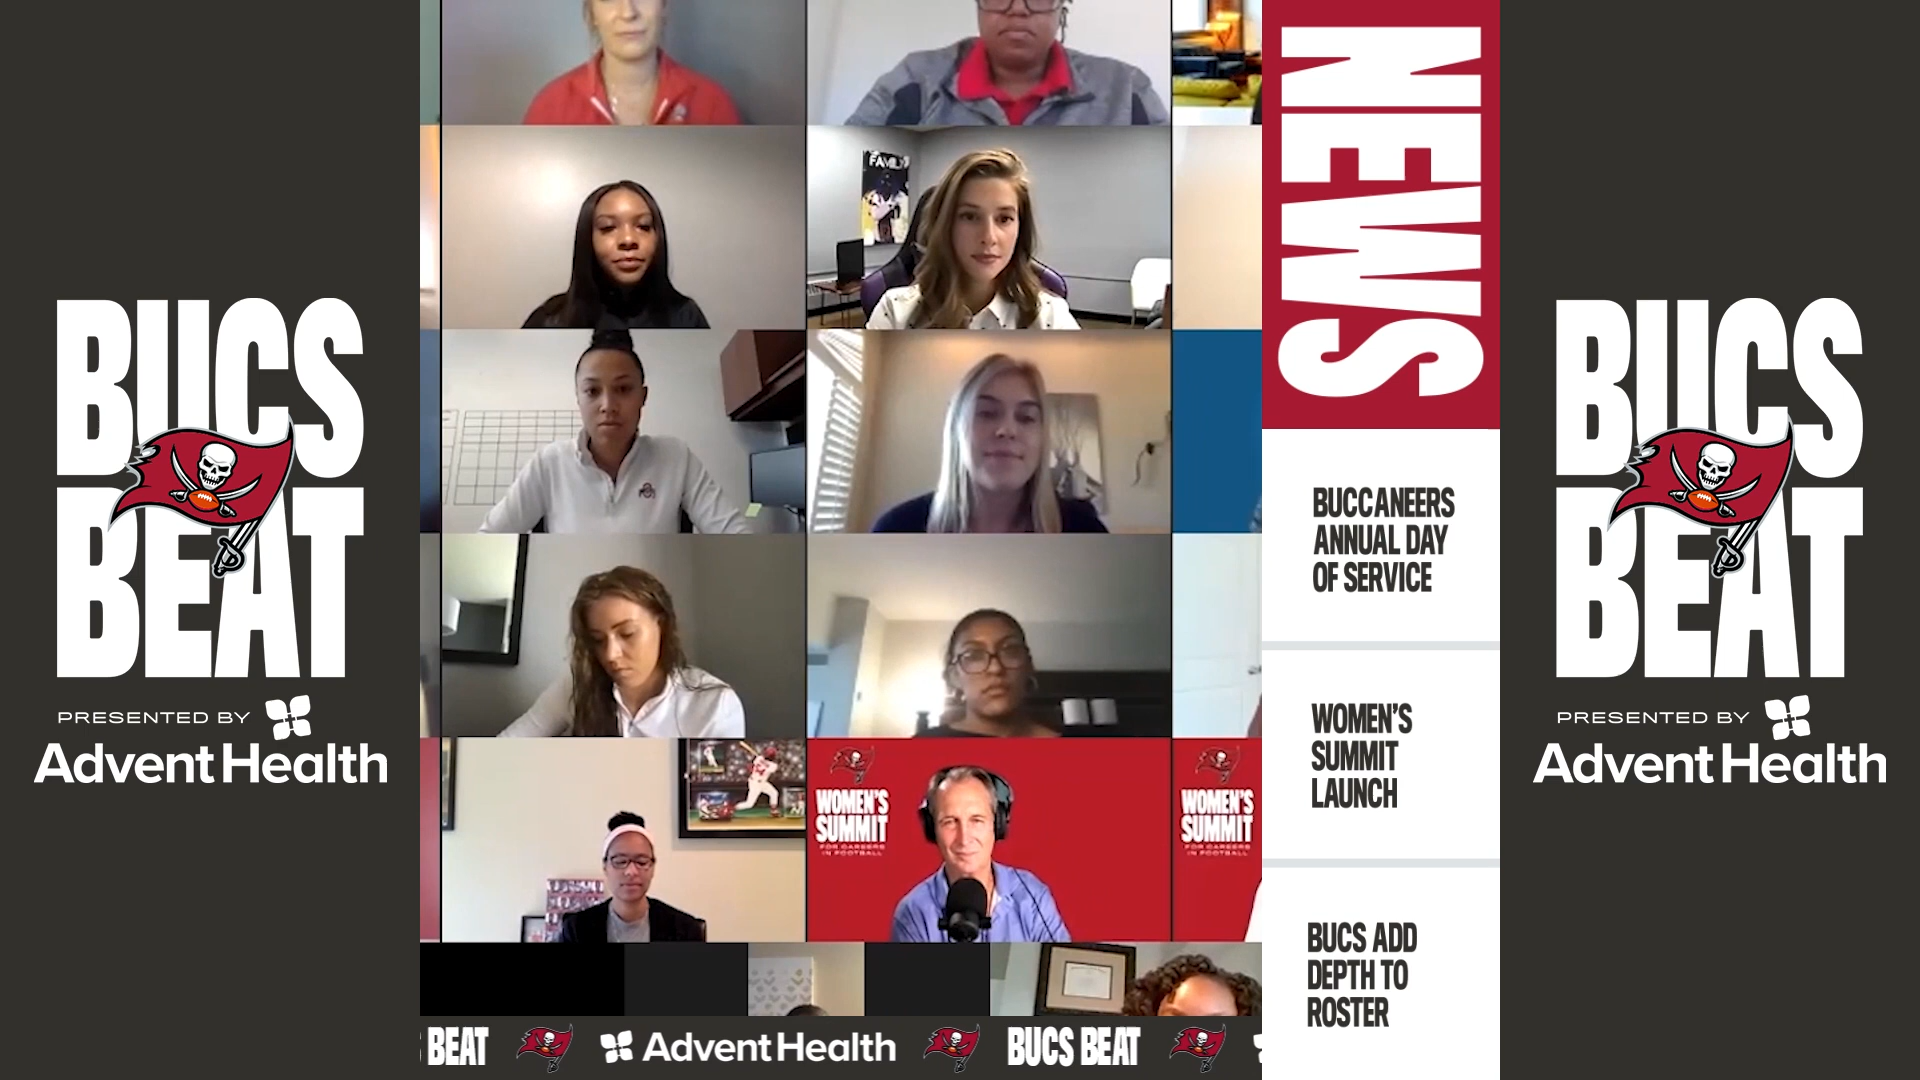 BUCS
BEAT
PRESENTED BY
AdventHealth
FAMILY
WOMEN'S
SUMMIT
FOR CAREERS
IN FOOTBALL
WOMEN'S
SUMMIT
FOR CAREERS
IN FOOTBALL
BEAT
AdventHealth
BUCS BEAT
NEWS
BUCCANEERS
ANNUAL DAY
OF SERVICE
WOMEN'S
SUMMIT
LAUNCH
BUCS ADD
DEPTH TO
ROSTER
BUCS
BEAT
PRESENTED BY
AdventHealth